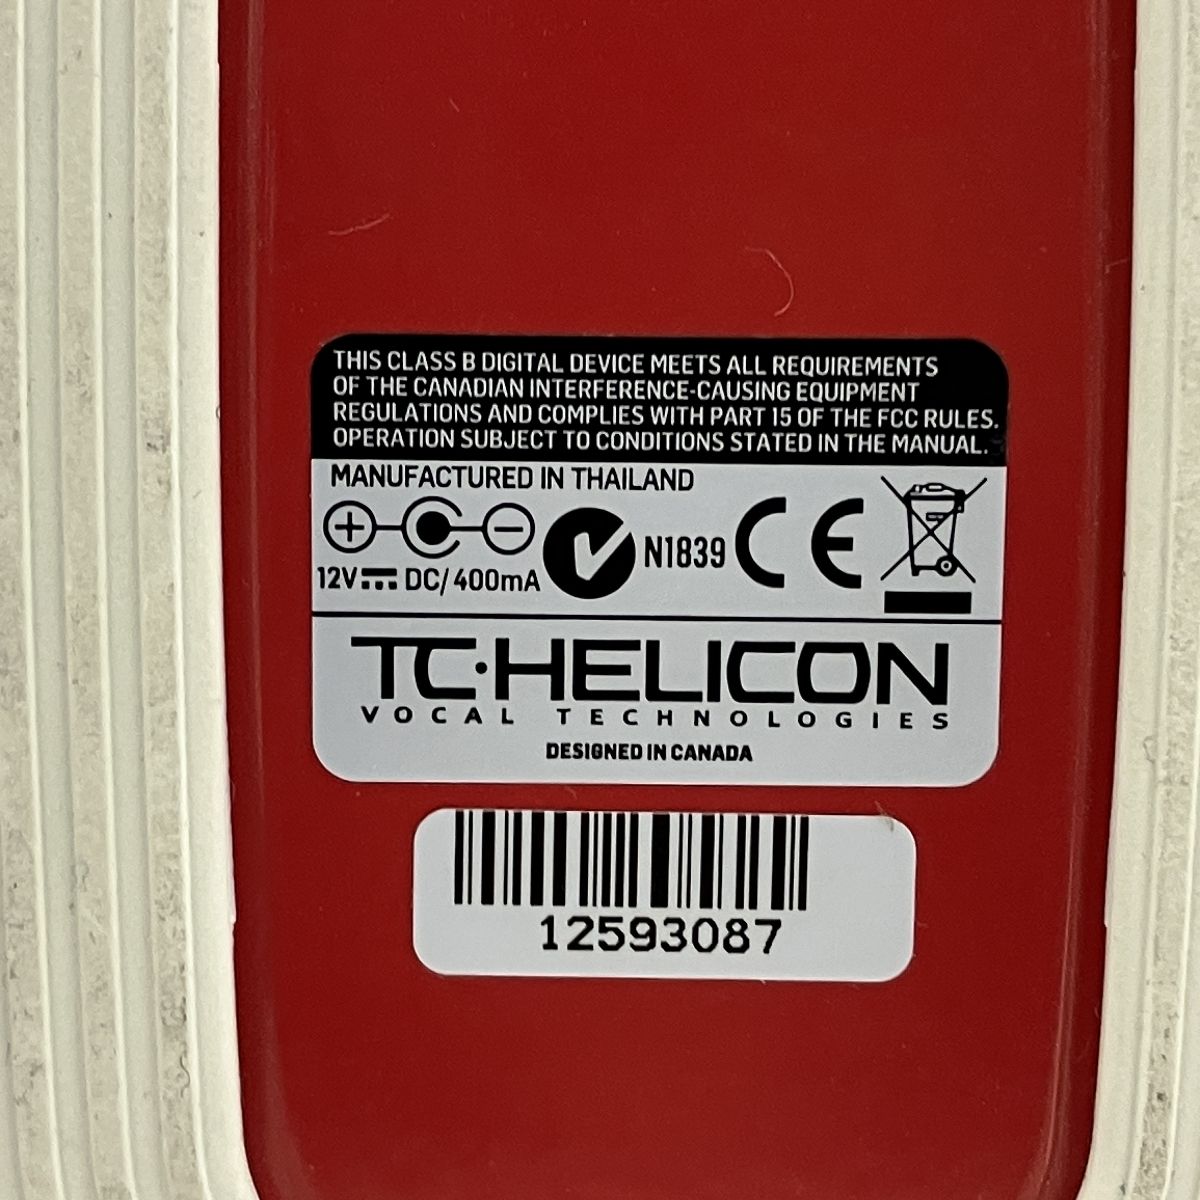 THIS CLASS B DIGITAL DEVICE MEETS ALL REQUIREMENTS
OF THE CANADIAN INTERFERENCE-CAUSING EQUIPMENT
REGULATIONS AND COMPLIES WITH PART 15 OF THE FCC RULES.
OPERATION SUBJECT TO CONDITIONS STATED IN THE MANUAL.
MANUFACTURED IN THAILAND
12V⎓DC/400mA
N1839
CE
TC·HELICON
VOCAL TECHNOLOGIES
DESIGNED IN CANADA
12593087